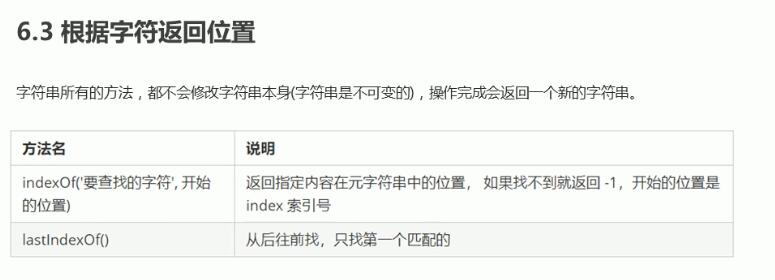 6.3 根据字符返回位置
字符串所有的方法，都不会修改字符串本身(字符串是不可变的)，操作完成会返回一个新的字符串。
方法名 说明
indexOf('要查找的字符', 开始的位置) 返回指定内容在元字符串中的位置， 如果找不到就返回 -1，开始的位置是 index 索引号
lastIndexOf() 从后往前找，只找第一个匹配的